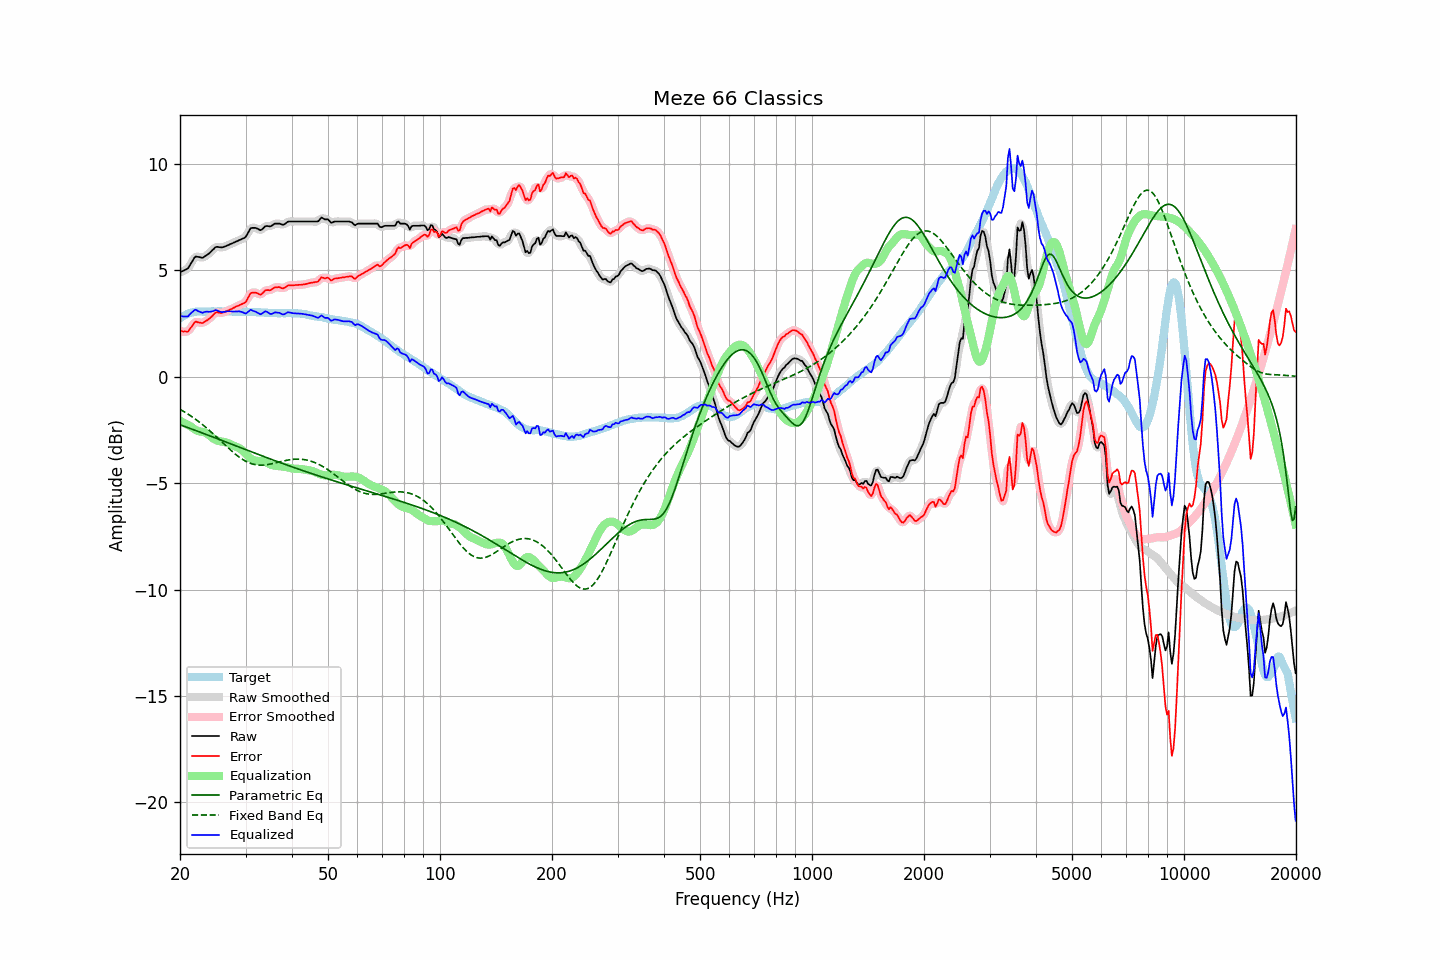 Meze 66 Classics
Amplitude (dBr)
10
5
0
−5
−10
−15
−20
Target
Raw Smoothed
Error Smoothed
Raw
Error
Equalization
Parametric Eq
Fixed Band Eq
Equalized
20 50 100 200 500 1000 2000 5000 10000 20000
Frequency (Hz)